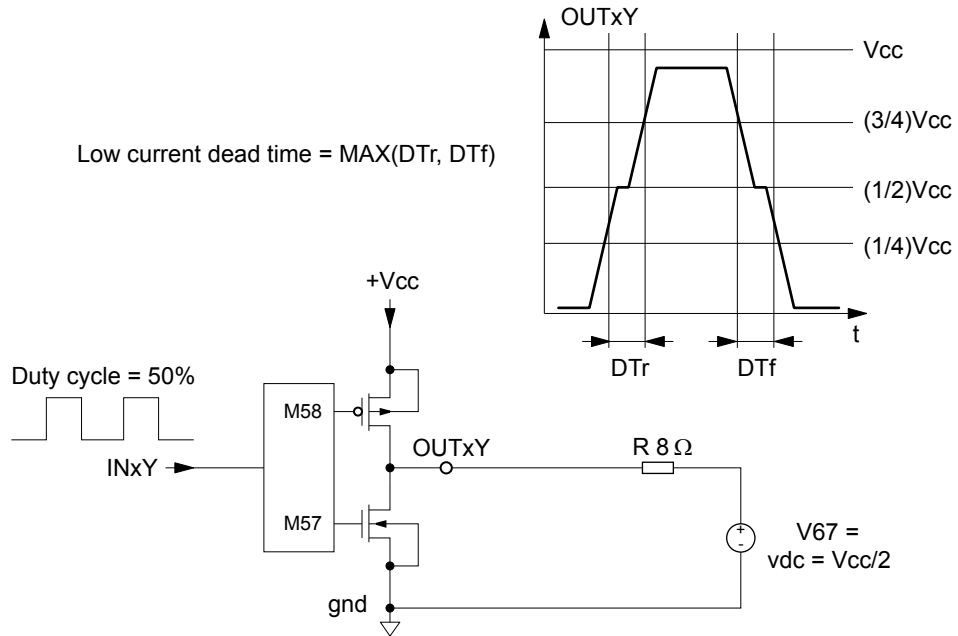 OUTxY
Vcc
(3/4)Vcc
Low current dead time = MAX(DTr, DTf)
(1/2)Vcc
(1/4)Vcc
+Vcc
t
DTr
DTf
Duty cycle = 50%
M58
OUTxY
R 8 Ω
INxY
M57
+
-
V67 =
vdc = Vcc/2
gnd